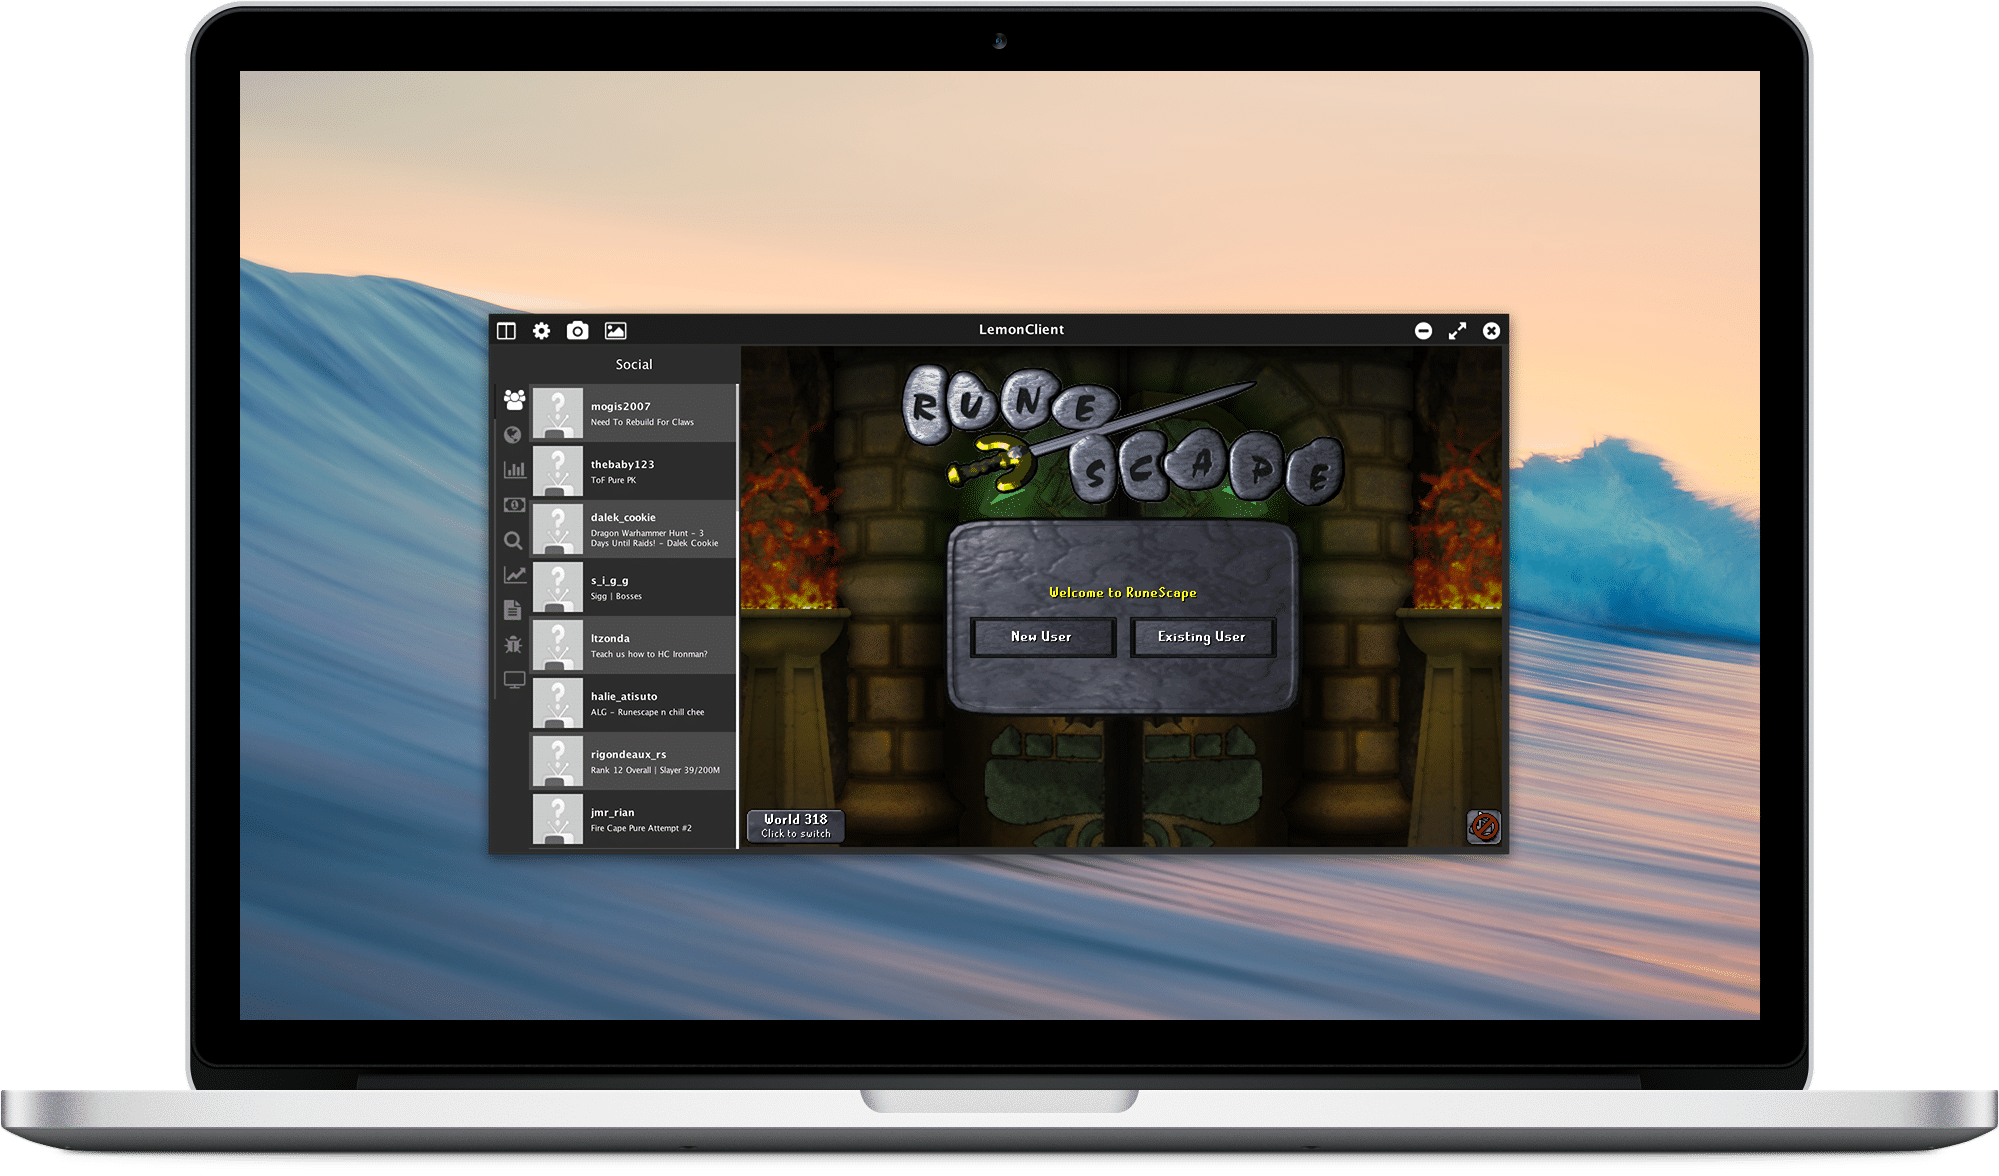 LemonClient
Social
mogis2007
Need To Rebuild For Claws
thebaby123
ToF Pure PK
dalek_cookie
Dragon Warhammer Hunt - 3
Days Until Raids! - Dalek Cookie
s_i_g_g
Sigg | Bosses
ltzonda
Teach us how to HC Ironman?
halie_atisuto
ALG - Runescape n chill chee
rigondeaux_rs
Rank 12 Overall | Slayer 39/200M
jmr_rian
Fire Cape Pure Attempt #2
RUNE
SCAPE
Welcome to RuneScape
New User
Existing User
World 318
Click to switch